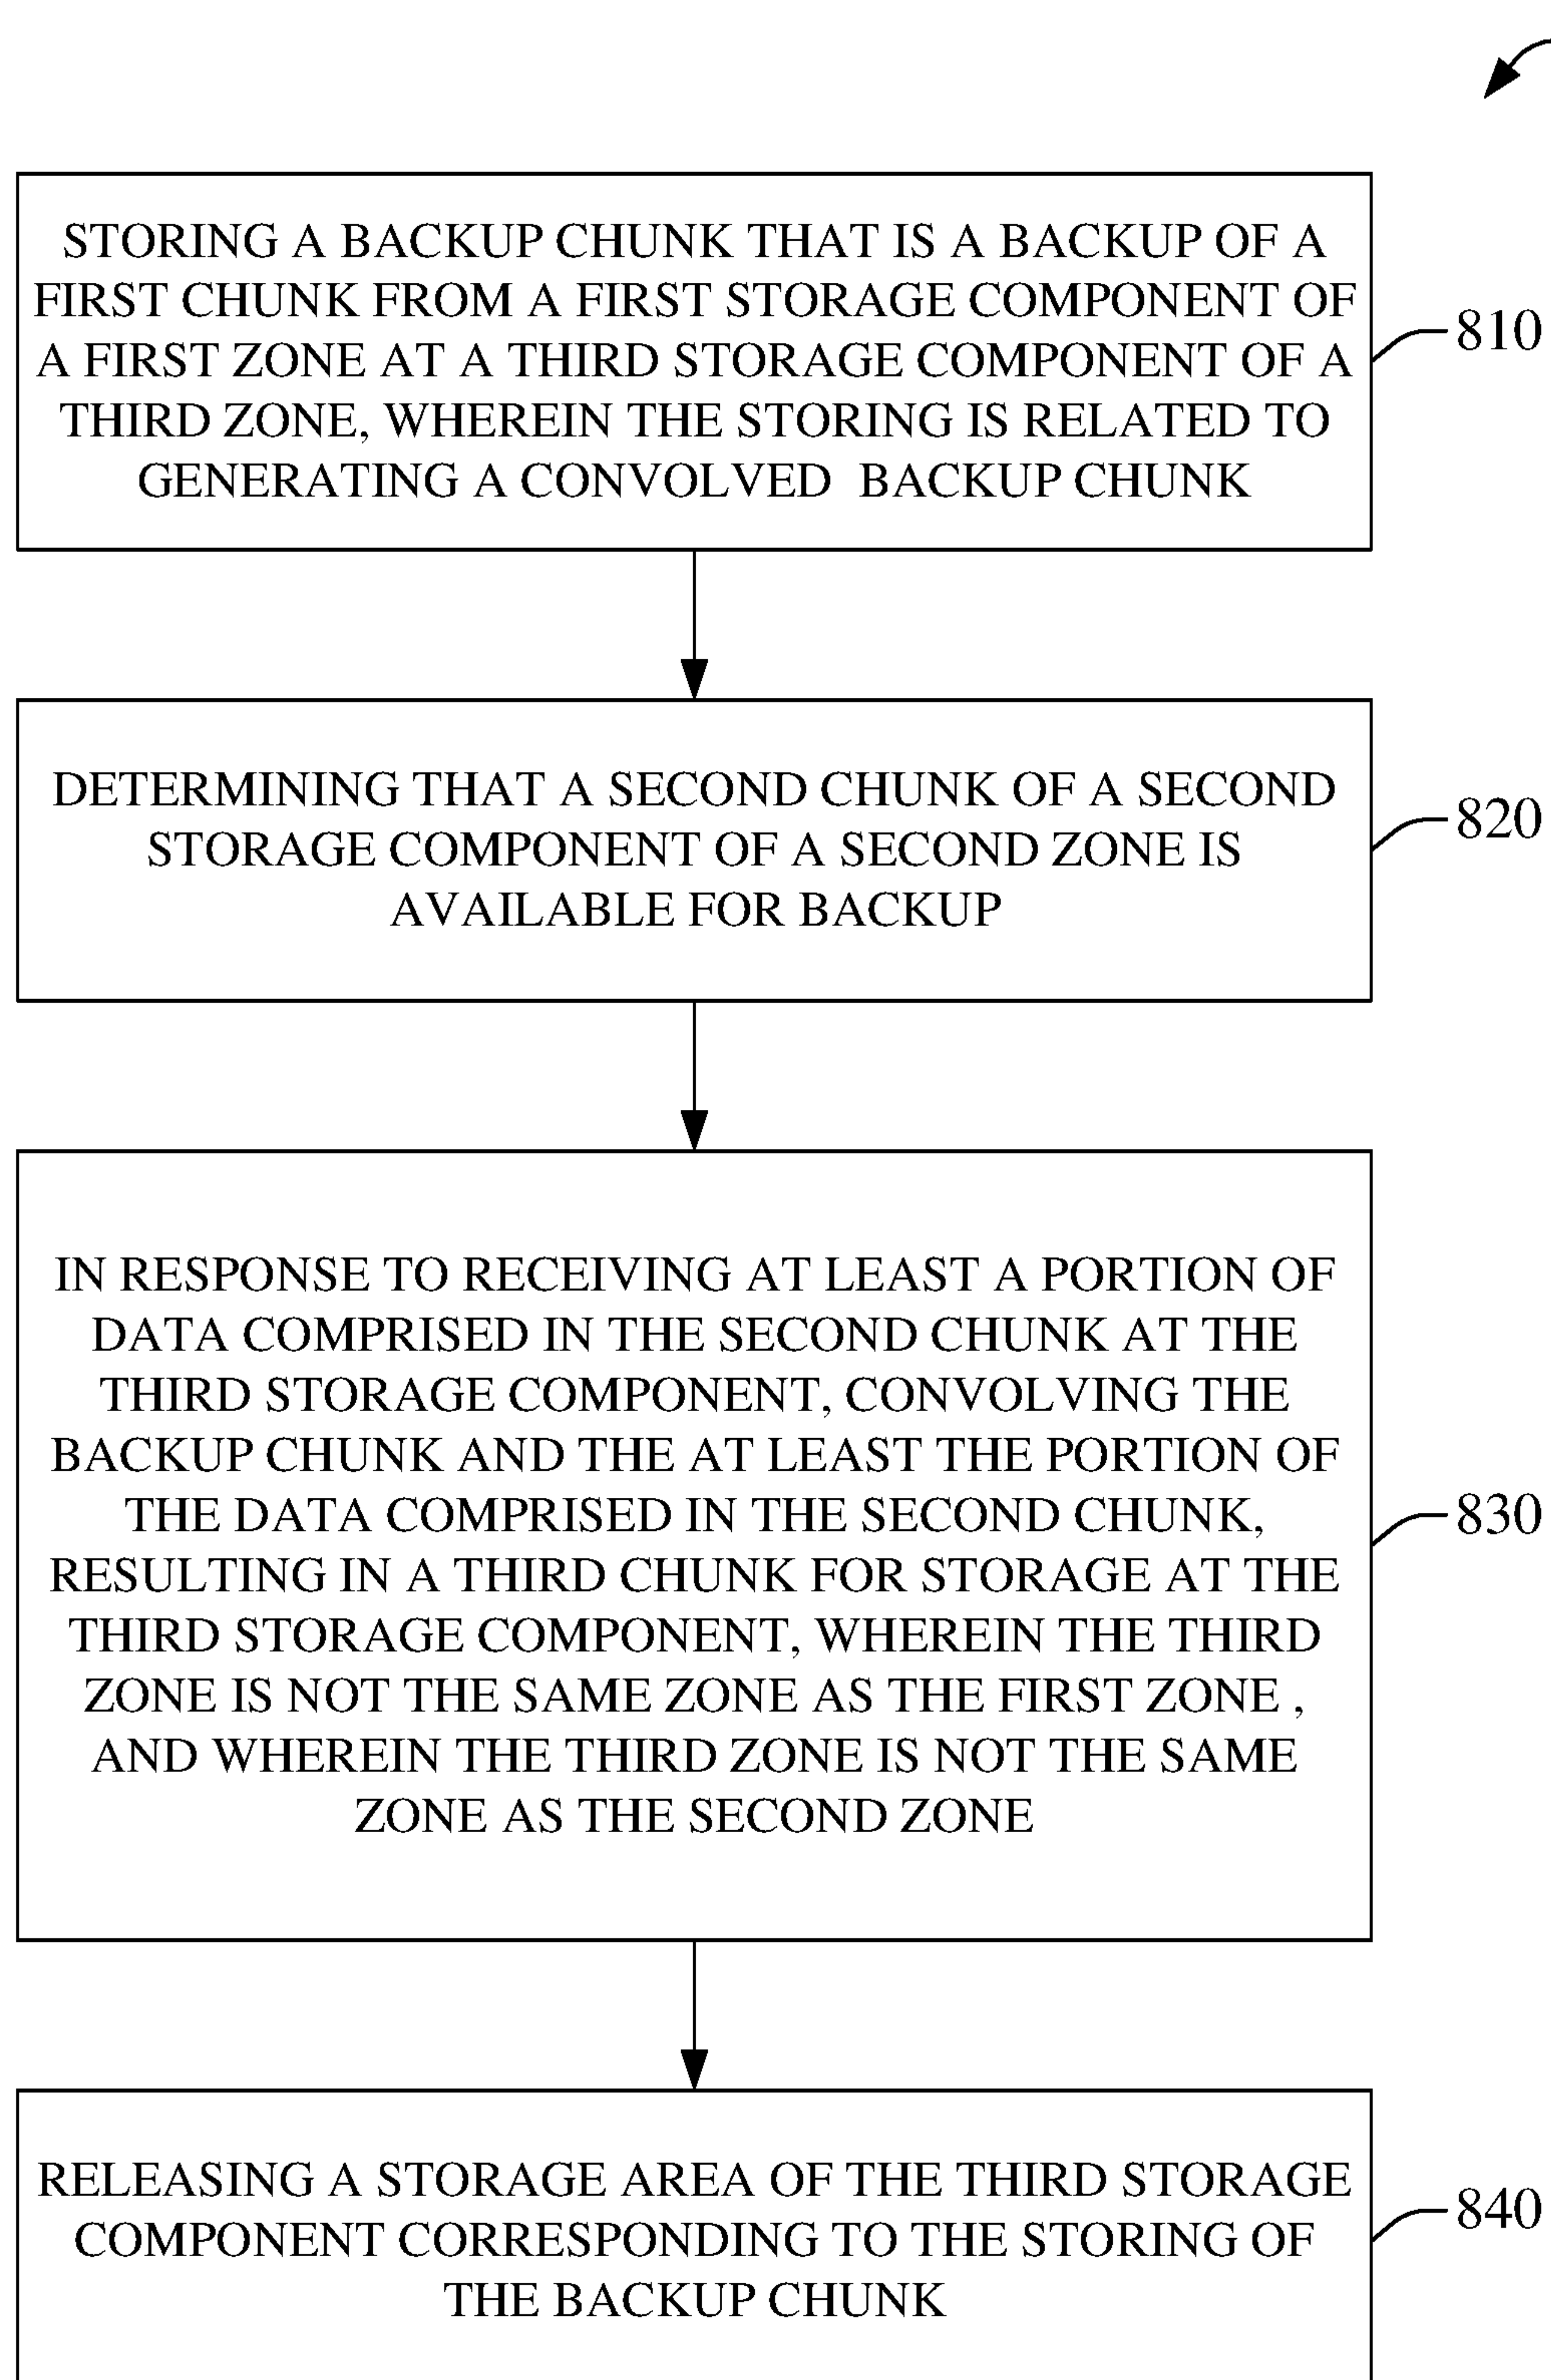 STORING A BACKUP CHUNK THAT IS A BACKUP OF A
FIRST CHUNK FROM A FIRST STORAGE COMPONENT OF
A FIRST ZONE AT A THIRD STORAGE COMPONENT OF A
THIRD ZONE, WHEREIN THE STORING IS RELATED TO
GENERATING A CONVOLVED BACKUP CHUNK
810
DETERMINING THAT A SECOND CHUNK OF A SECOND
STORAGE COMPONENT OF A SECOND ZONE IS
AVAILABLE FOR BACKUP
820
IN RESPONSE TO RECEIVING AT LEAST A PORTION OF
DATA COMPRISED IN THE SECOND CHUNK AT THE
THIRD STORAGE COMPONENT, CONVOLVING THE
BACKUP CHUNK AND THE AT LEAST THE PORTION OF
THE DATA COMPRISED IN THE SECOND CHUNK,
RESULTING IN A THIRD CHUNK FOR STORAGE AT THE
THIRD STORAGE COMPONENT, WHEREIN THE THIRD
ZONE IS NOT THE SAME ZONE AS THE FIRST ZONE ,
AND WHEREIN THE THIRD ZONE IS NOT THE SAME
ZONE AS THE SECOND ZONE
830
RELEASING A STORAGE AREA OF THE THIRD STORAGE
COMPONENT CORRESPONDING TO THE STORING OF
THE BACKUP CHUNK
840